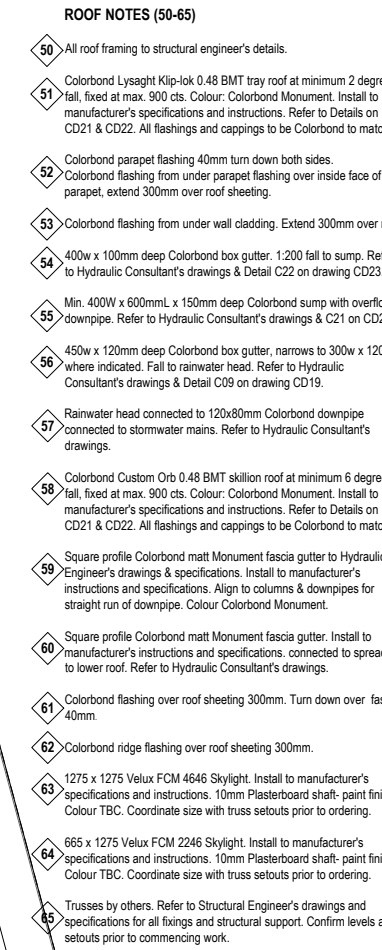 ROOF NOTES (50-65)
50 All roof framing to structural engineer's details.
Colorbond Lysaght Klip-lok 0.48 BMT tray roof at minimum 2 degre
51 fall, fixed at max. 900 cts. Colour: Colorbond Monument. Install to
manufacturer's specifications and instructions. Refer to Details on
CD21 & CD22. All flashings and cappings to be Colorbond to matc
Colorbond parapet flashing 40mm turn down both sides.
52 Colorbond flashing from under parapet flashing over inside face of
parapet, extend 300mm over roof sheeting.
53 Colorbond flashing from under wall cladding. Extend 300mm over
54 400w x 100mm deep Colorbond box gutter. 1:200 fall to sump. Ref
to Hydraulic Consultant's drawings & Detail C22 on drawing CD23
55 Min. 400W x 600mmL x 150mm deep Colorbond sump with overflo
downpipe. Refer to Hydraulic Consultant's drawings & C21 on CD2
450w x 120mm deep Colorbond box gutter, narrows to 300w x 120
56 where indicated. Fall to rainwater head. Refer to Hydraulic
Consultant's drawings & Detail C09 on drawing CD19.
Rainwater head connected to 120x80mm Colorbond downpipe
57 connected to stormwater mains. Refer to Hydraulic Consultant's
drawings.
Colorbond Custom Orb 0.48 BMT skillion roof at minimum 6 degre
58 fall, fixed at max. 900 cts. Colour: Colorbond Monument. Install to
manufacturer's specifications and instructions. Refer to Details on
CD21 & CD22. All flashings and cappings to be Colorbond to matc
Square profile Colorbond matt Monument fascia gutter to Hydraulic
59 Engineer's drawings & specifications. Install to manufacturer's
instructions and specifications. Align to columns & downpipes for
straight run of downpipe. Colour Colorbond Monument.
Square profile Colorbond matt Monument fascia gutter. Install to
60 manufacturer's instructions and specifications. connected to sprea
to lower roof. Refer to Hydraulic Consultant's drawings.
61 Colorbond flashing over roof sheeting 300mm. Turn down over fas
40mm.
62 Colorbond ridge flashing over roof sheeting 300mm.
1275 x 1275 Velux FCM 4646 Skylight. Install to manufacturer's
63 specifications and instructions. 10mm Plasterboard shaft- paint fini
Colour TBC. Coordinate size with truss setouts prior to ordering.
665 x 1275 Velux FCM 2246 Skylight. Install to manufacturer's
64 specifications and instructions. 10mm Plasterboard shaft- paint fini
Colour TBC. Coordinate size with truss setouts prior to ordering.
Trusses by others. Refer to Structural Engineer's drawings and
65 specifications for all fixings and structural support. Confirm levels a
setouts prior to commencing work.